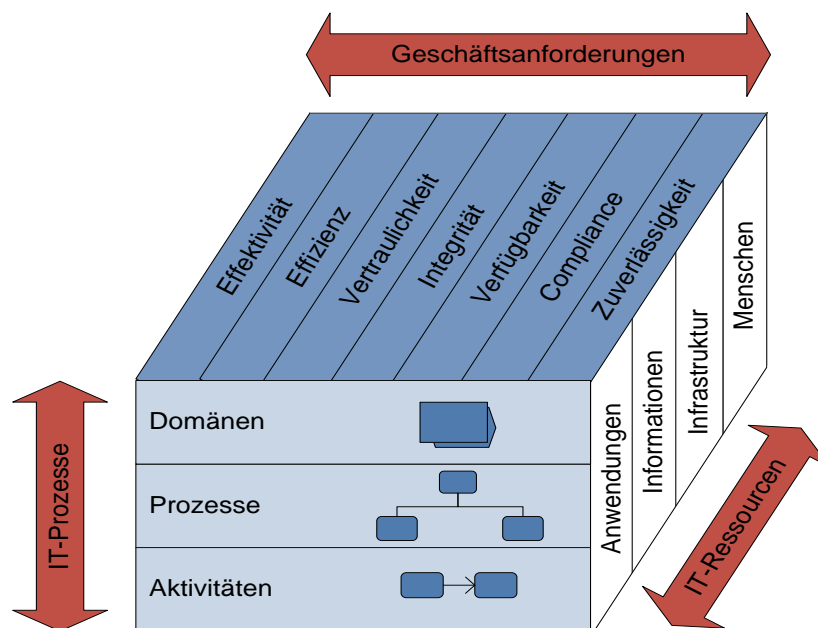 Geschäftsanforderungen
Effektivität
Effizienz
Vertraulichkeit
Integrität
Verfügbarkeit
Compliance
Zuverlässigkeit
IT-Prozesse
Domänen
Prozesse
Aktivitäten
Anwendungen
Informationen
Infrastruktur
Menschen
IT-Ressourcen